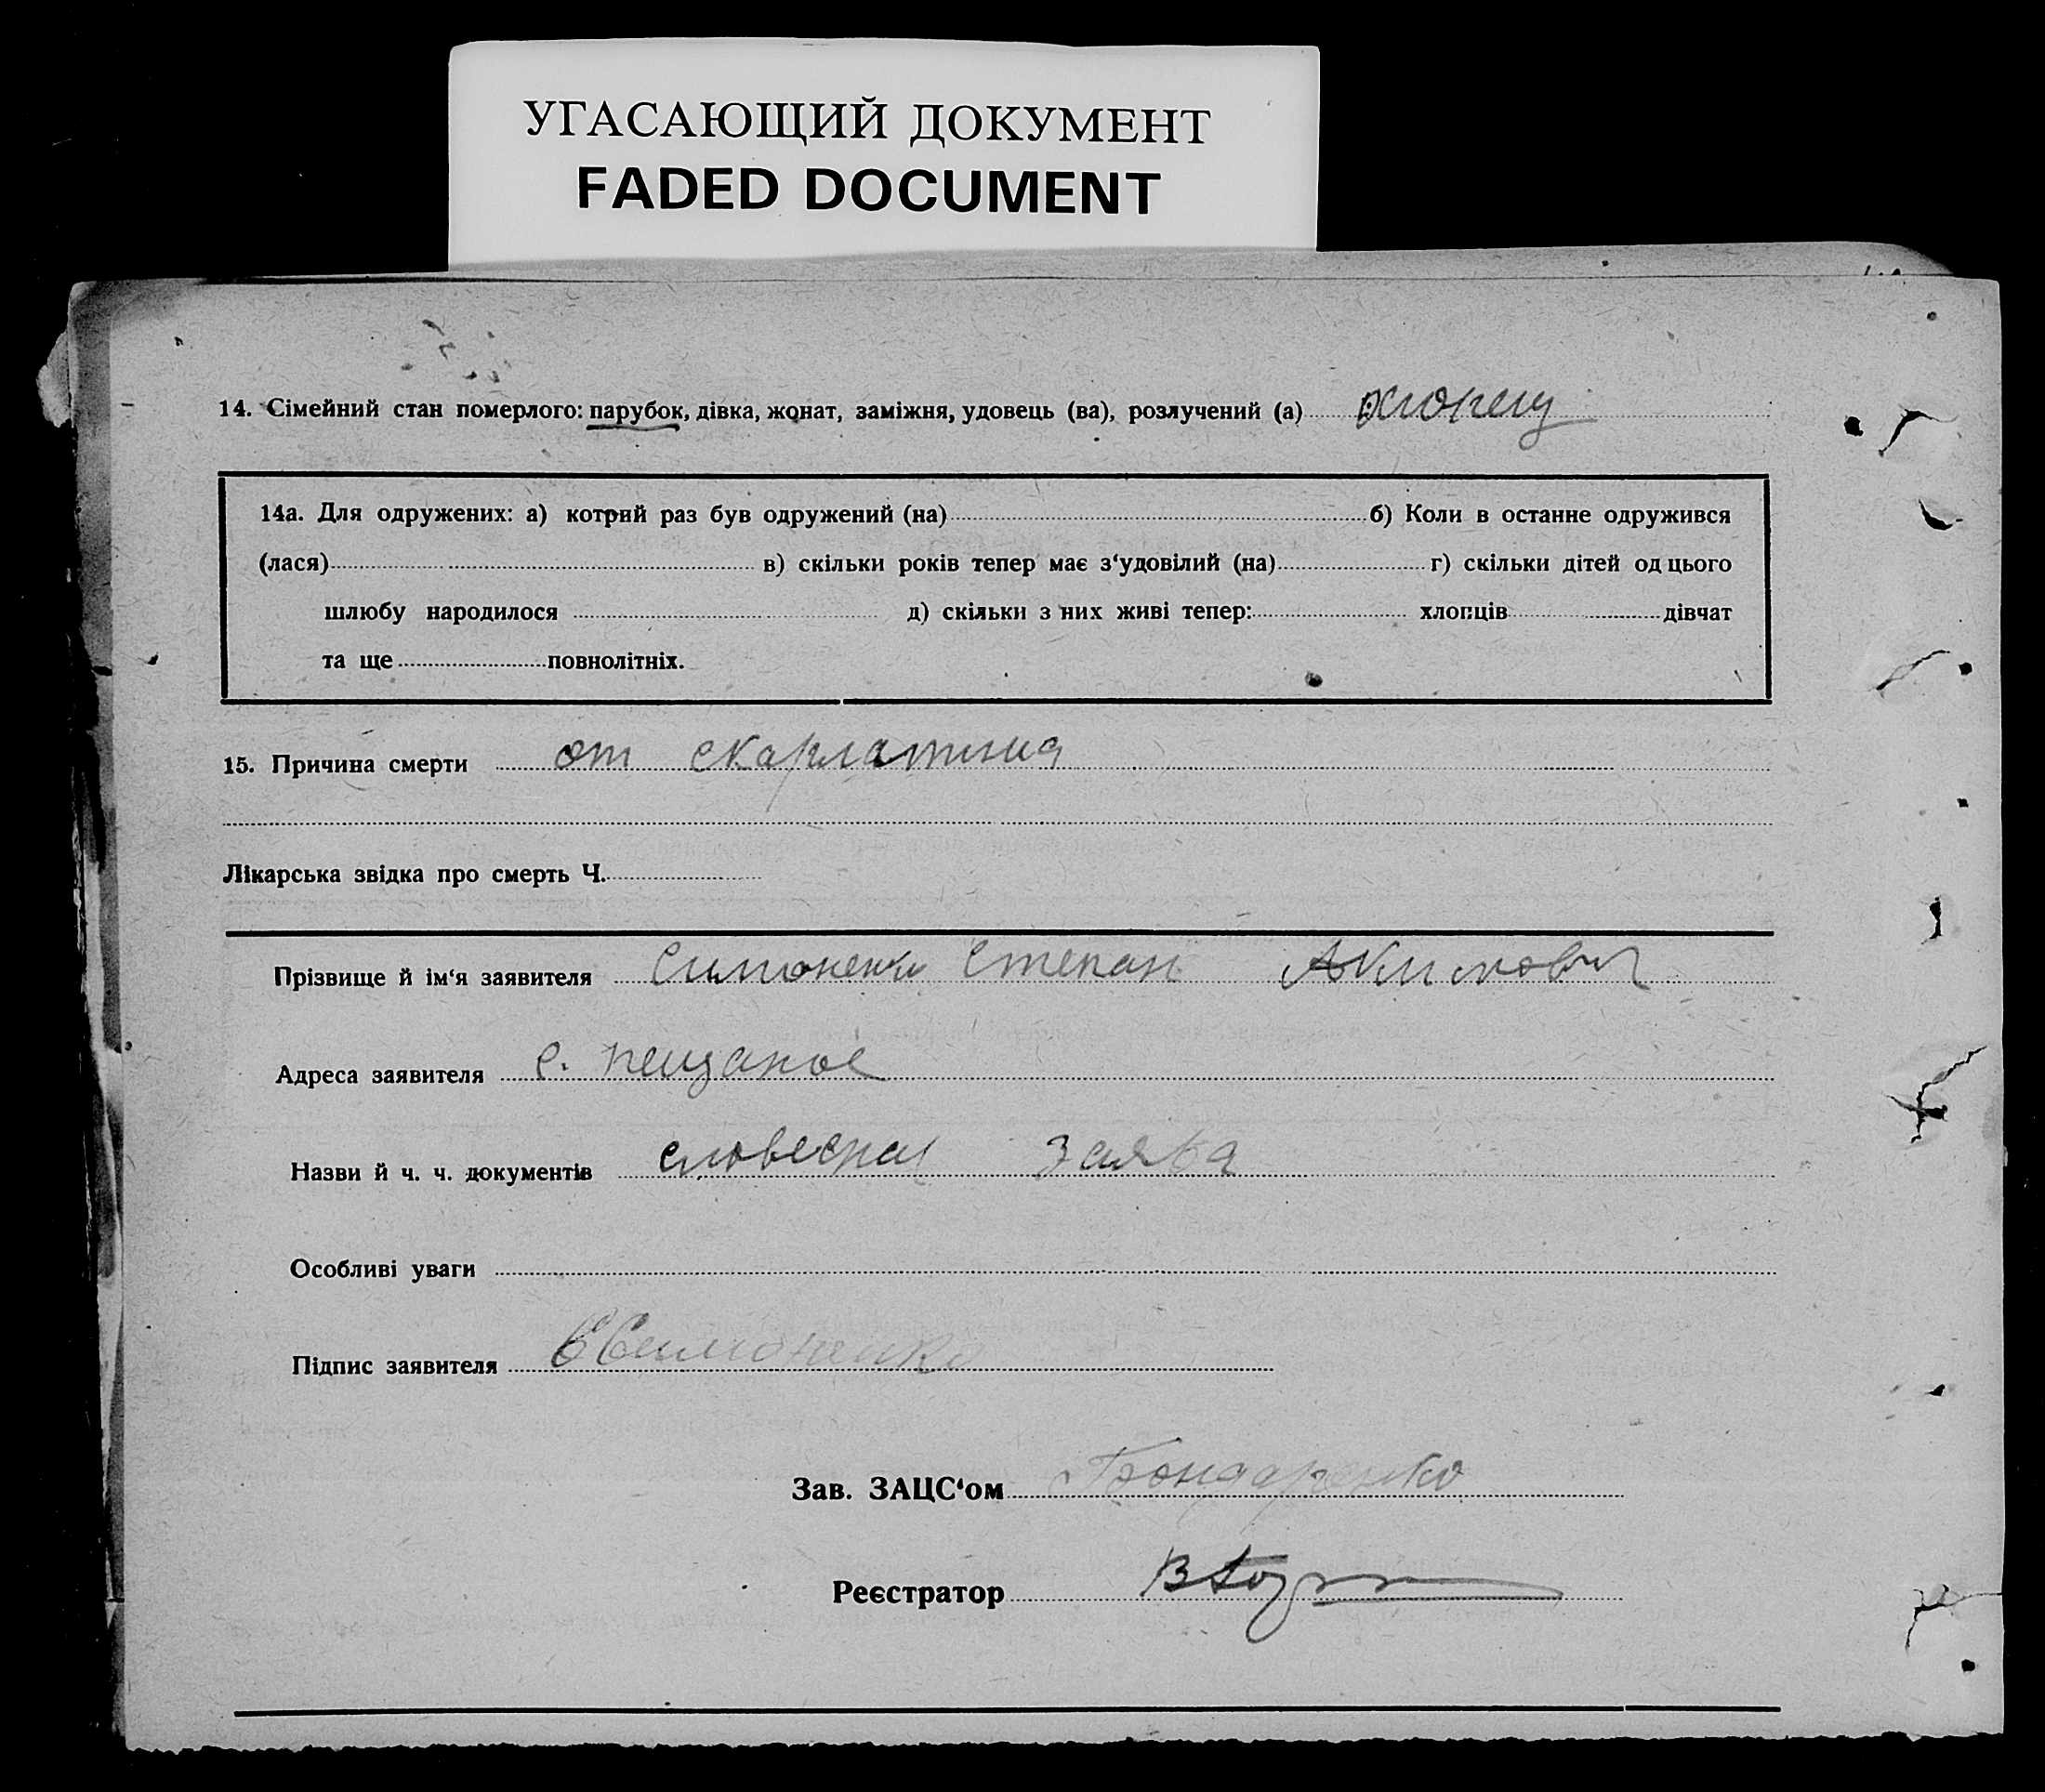 УГАСАЮЩИЙ ДОКУМЕНТ
FADED DOCUMENT
14. Сімейний стан померлого: парубок, дівка, жонат, заміжня, удовець (ва), розлучений (а) хлопец
14а. Для одружених: а) котрий раз був одружений (на) б) Коли в останне одружився
(лася) в) скільки років тепер має з‘удовілий (на) г) скільки дітей од цього
шлюбу народилося д) скільки з них живі тепер: хлопців дівчат
та ще повнолітніх.
15. Причина смерти от скарлатина
Лікарська звідка про смерть Ч.
Прізвище й ім‘я заявителя Симоненко Степан Акимович
Адреса заявителя с. Пещаное
Назви й ч. ч. документів словесная заява
Особливі уваги
Підпис заявителя Симоненко
Зав. ЗАЦС‘ом Бондаренко
Реєстратор